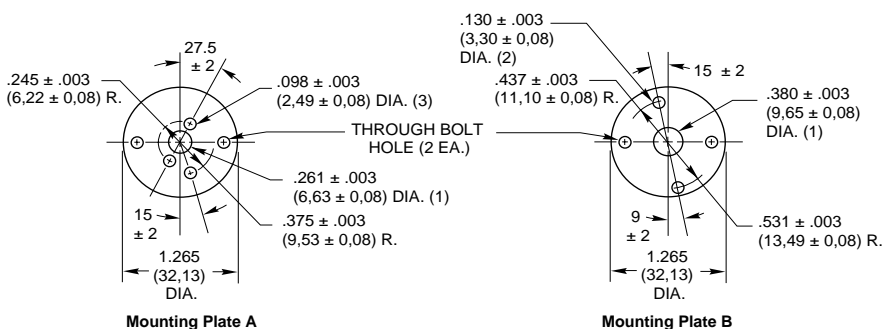 27.5
± 2
.245 ± .003
(6,22 ± 0,08) R.
.098 ± .003
(2,49 ± 0,08) DIA. (3)
THROUGH BOLT
HOLE (2 EA.)
.261 ± .003
(6,63 ± 0,08) DIA. (1)
15
± 2
.375 ± .003
(9,53 ± 0,08) R.
1.265
(32,13)
DIA.
Mounting Plate A
.130 ± .003
(3,30 ± 0,08)
DIA. (2)
15 ± 2
.437 ± .003
(11,10 ± 0,08) R.
.380 ± .003
(9,65 ± 0,08)
DIA. (1)
9
± 2
.531 ± .003
(13,49 ± 0,08) R.
1.265
(32,13)
DIA.
Mounting Plate B